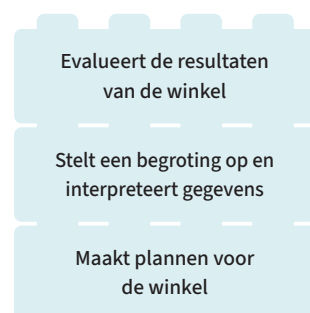 Evalueert de resultaten
van de winkel
Stelt een begroting op en
interpreteert gegevens
Maakt plannen voor
de winkel